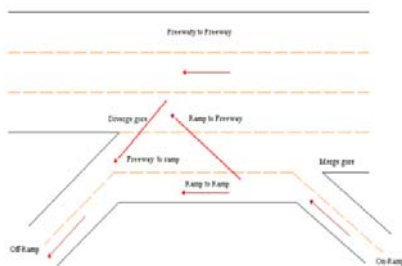 Freeway to Freeway
Diverge gore
Ramp to Freeway
Freeway to ramp
Merge gore
Ramp to Ramp
Off-Ramp
On-Ramp